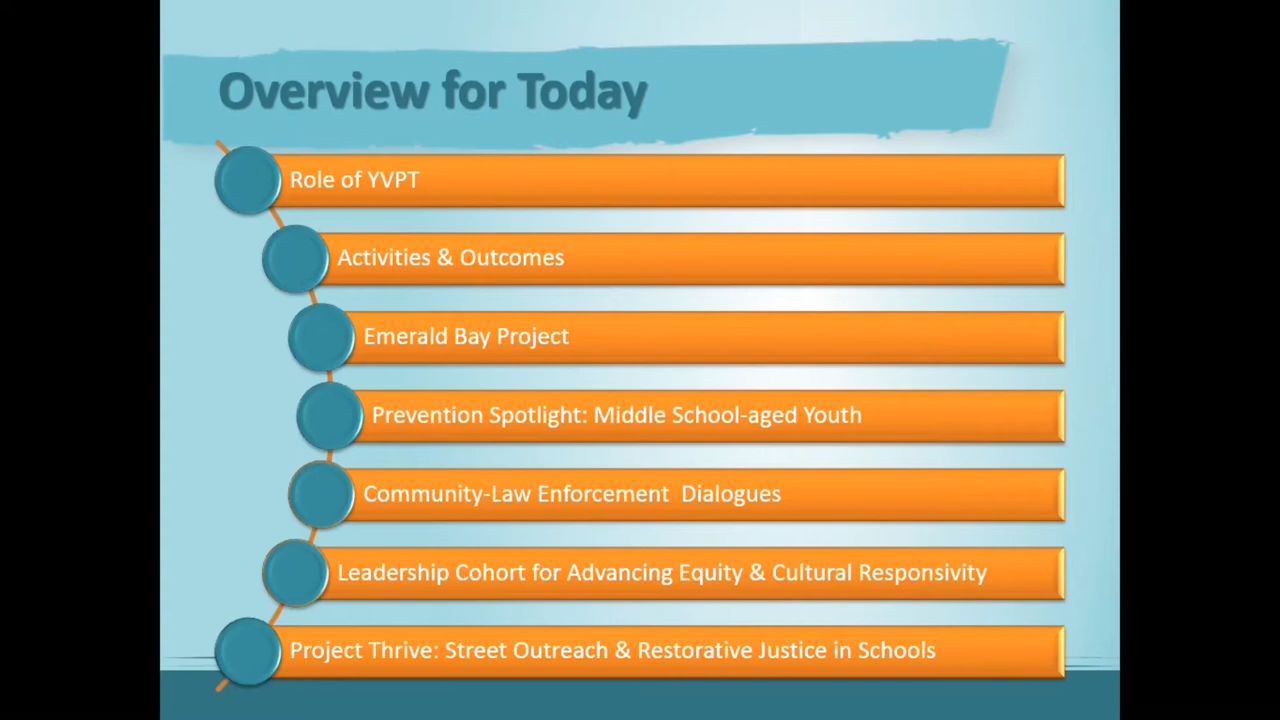 Overview for Today
Role of YVPT
Activities & Outcomes
Emerald Bay Project
Prevention Spotlight: Middle School-aged Youth
Community-Law Enforcement  Dialogues
Leadership Cohort for Advancing Equity & Cultural Responsivity
Project Thrive: Street Outreach & Restorative Justice in Schools